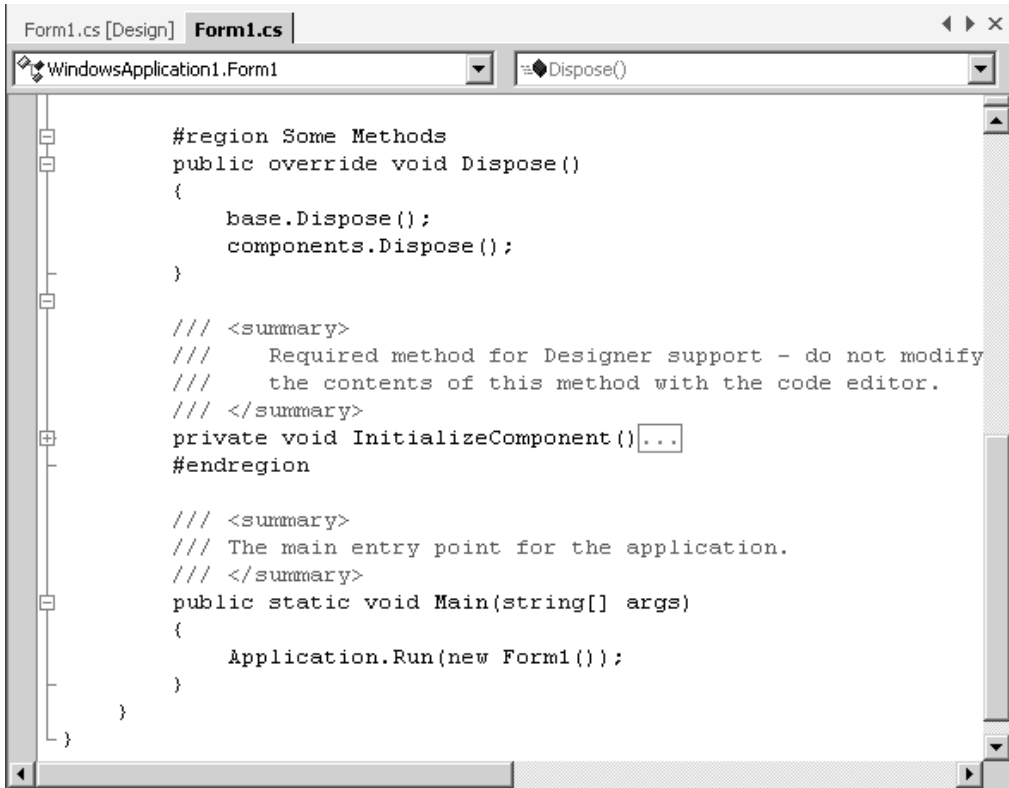 Form1.cs [Design] Form1.cs
WindowsApplication1.Form1 Dispose()
#region Some Methods
public override void Dispose()
{
base.Dispose();
components.Dispose();
}
/// <summary>
/// Required method for Designer support - do not modify
/// the contents of this method with the code editor.
/// </summary>
private void InitializeComponent()...
#endregion
/// <summary>
/// The main entry point for the application.
/// </summary>
public static void Main(string[] args)
{
Application.Run(new Form1());
}
}
}